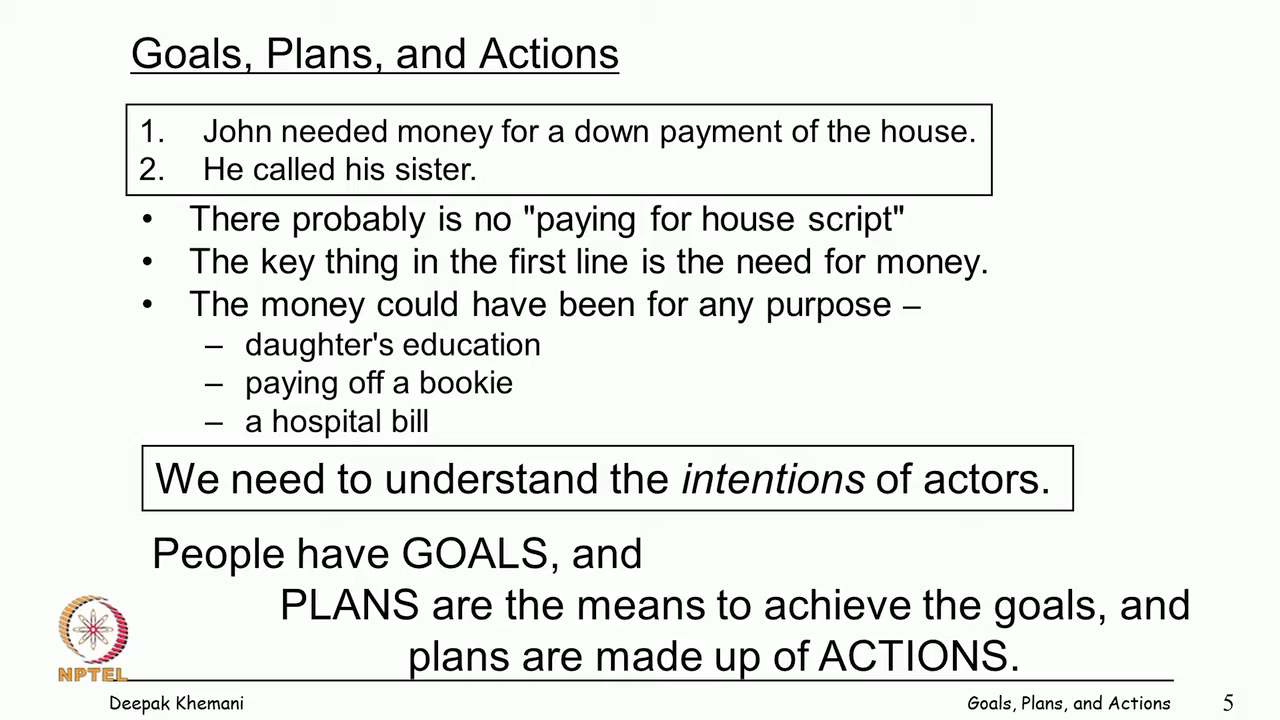 Goals, Plans, and Actions
1. John needed money for a down payment of the house.
2. He called his sister.
• There probably is no "paying for house script"
• The key thing in the first line is the need for money.
• The money could have been for any purpose –
– daughter's education
– paying off a bookie
– a hospital bill
We need to understand the intentions of actors.
People have GOALS, and
PLANS are the means to achieve the goals, and
plans are made up of ACTIONS.
NPTEL
Deepak Khemani
Goals, Plans, and Actions 5